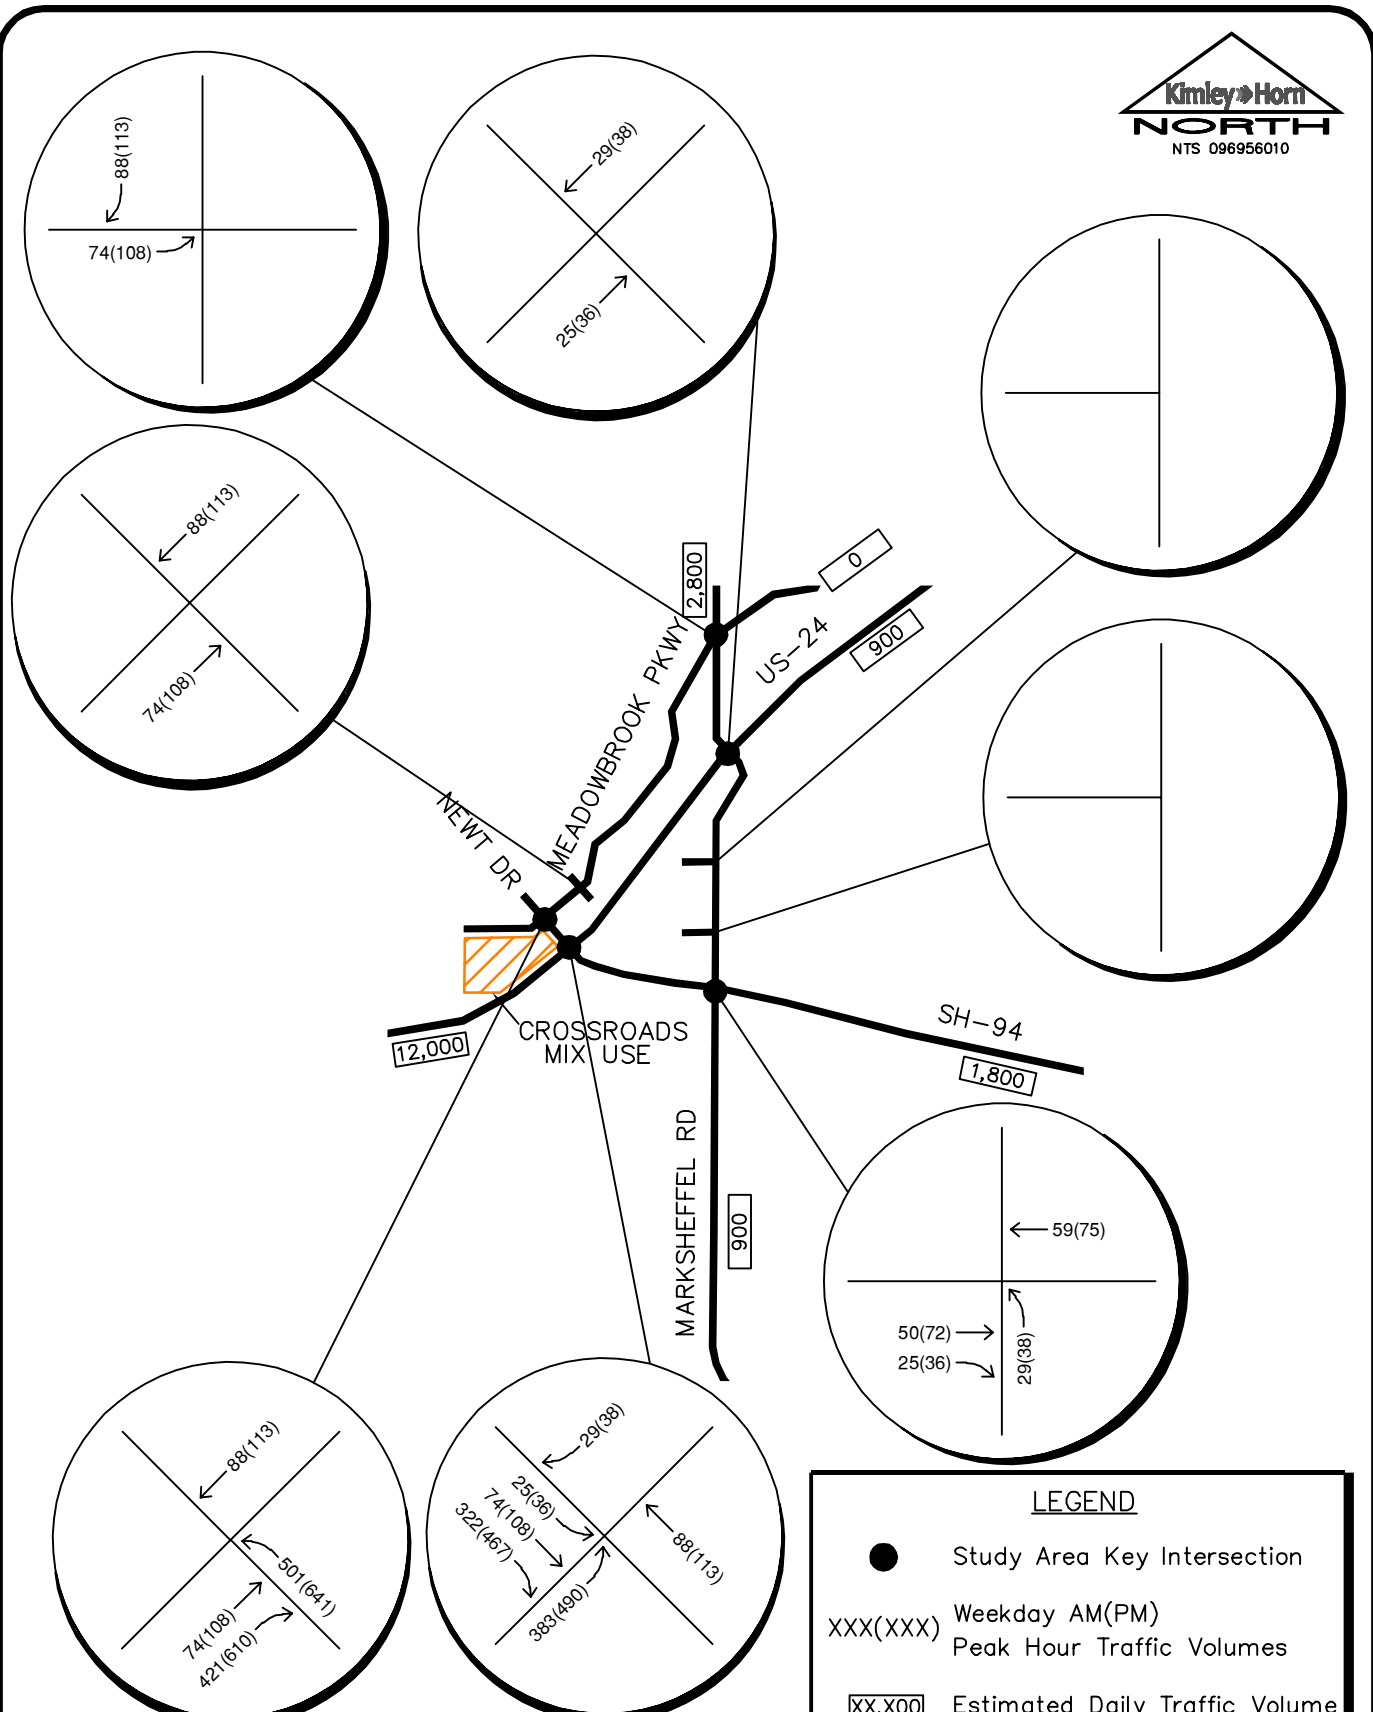 Kimley»Horn
NORTH
NTS 096956010
88(113)
74(108)
29(38)
25(36)
88(113)
74(108)
2,800
0
US-24
900
MEADOWBROOK PKWY
NEWT DR
CROSSROADS
MIX USE
12,000
SH-94
1,800
MARKSHEFFEL RD
900
59(75)
50(72)
25(36)
29(38)
88(113)
501(641)
74(108)
421(610)
29(38)
25(36)
74(108)
322(467)
88(113)
383(490)
LEGEND
Study Area Key Intersection
XXX(XXX) Weekday AM(PM)
Peak Hour Traffic Volumes
XX,X00 Estimated Daily Traffic Volume